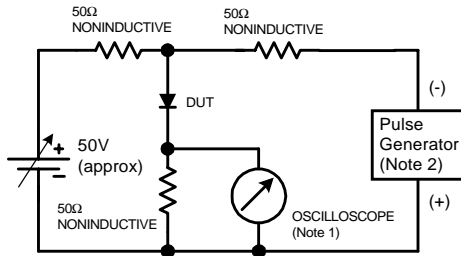 50Ω
NONINDUCTIVE
50Ω
NONINDUCTIVE
DUT
(-)
+
50V
(approx)
−
Pulse
Generator
(Note 2)
50Ω
NONINDUCTIVE
OSCILLOSCOPE
(Note 1)
(+)